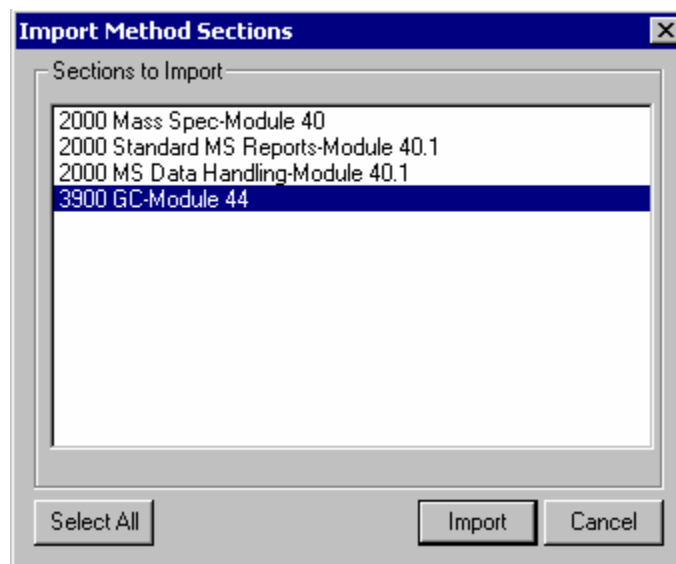 Import Method Sections
Sections to Import
2000 Mass Spec-Module 40
2000 Standard MS Reports-Module 40.1
2000 MS Data Handling-Module 40.1
3900 GC-Module 44
Select All Import Cancel